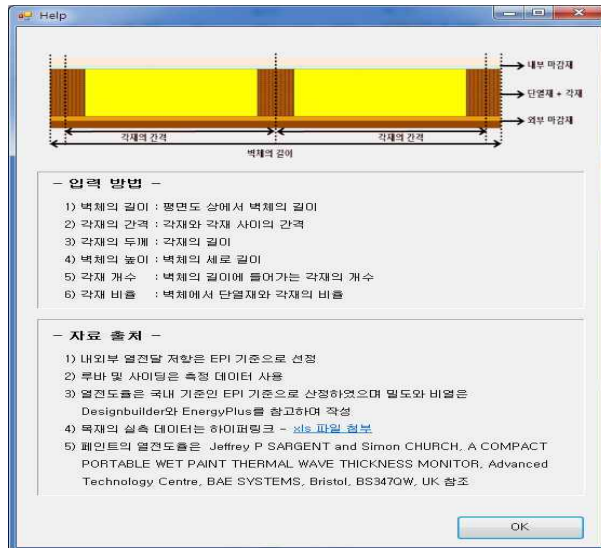 Help
내부 마감재
단열재 + 각재
외부 마감재
각재의 간격
각재의 간격
벽체의 길이
- 입력 방법 -
1) 벽체의 길이 : 평면도 상에서 벽체의 길이
2) 각재의 간격 : 각재와 각재 사이의 간격
3) 각재의 두께 : 각재의 길이
4) 벽체의 높이 : 벽체의 세로 길이
5) 각재 개수 : 벽체의 길이에 들어가는 각재의 개수
6) 각재 비율 : 벽체에서 단열재와 각재의 비율
- 자료 출처 -
1) 내외부 열전달 저항은 EPI 기준으로 선정
2) 루바 및 사이딩은 측정 데이터 사용
3) 열전도율은 국내 기준인 EPI 기준으로 산정하였으며 밀도와 비열은
Designbuilder와 EnergyPlus를 참고하여 작성
4) 목재의 실측 데이터는 하이퍼링크 - xls 파일 첨부
5) 페인트의 열전도율은 Jeffrey P SARGENT and Simon CHURCH, A COMPACT
PORTABLE WET PAINT THERMAL WAVE THICKNESS MONITOR, Advanced
Technology Centre, BAE SYSTEMS, Bristol, BS347QW, UK 참조
OK